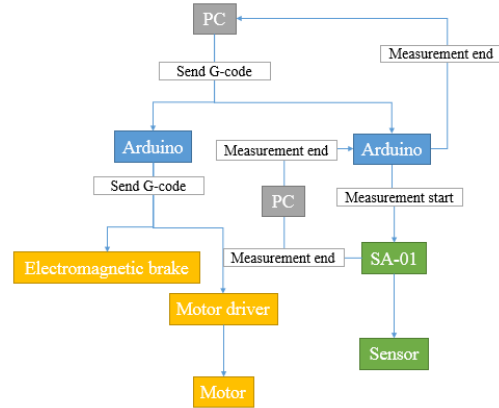 PC
Measurement end
Send G-code
Arduino
Measurement end
Arduino
Send G-code
PC
Measurement start
Electromagnetic brake
Measurement end
SA-01
Motor driver
Sensor
Motor